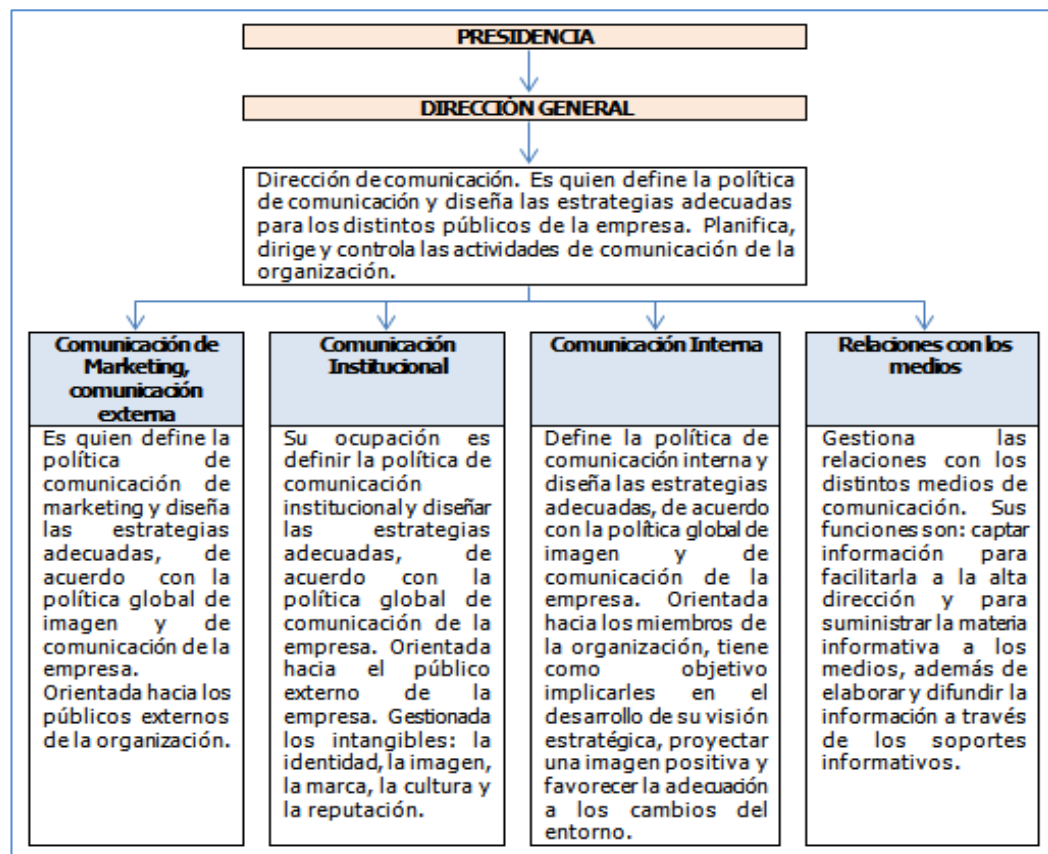 PRESIDENCIA
DIRECCIÓN GENERAL
Dirección de comunicación. Es quien define la política
de comunicación y diseña las estrategias adecuadas
para los distintos públicos de la empresa. Planifica,
dirige y controla las actividades de comunicación de la
organización.
Comunicación de
Marketing,
comunicación
externa
Es quien define la
política de
comunicación de
marketing y diseña
las estrategias
adecuadas, de
acuerdo con la
política global de
imagen y de
comunicación de la
empresa.
Orientada hacia los
públicos externos
de la organización.
Comunicación
Institucional
Su ocupación es
definir la política de
comunicación
institucional y diseñar
las estrategias
adecuadas, de
acuerdo con la
política global de
comunicación de la
empresa. Orientada
hacia el público
externo de la
empresa. Gestionada
los intangibles: la
identidad, la imagen,
la marca, la cultura y
la reputación.
Comunicación Interna
Define la política de
comunicación interna y
diseña las estrategias
adecuadas, de acuerdo
con la política global de
imagen y de
comunicación de la
empresa. Orientada
hacia los miembros de
la organización, tiene
como objetivo
implicarles en el
desarrollo de su visión
estratégica, proyectar
una imagen positiva y
favorecer la adecuación
a los cambios del
entorno.
Relaciones con los
medios
Gestiona las
relaciones con los
distintos medios de
comunicación. Sus
funciones son: captar
información para
facilitarla a la alta
dirección y para
suministrar la materia
informativa a los
medios, además de
elaborar y difundir la
información a través
de los soportes
informativos.